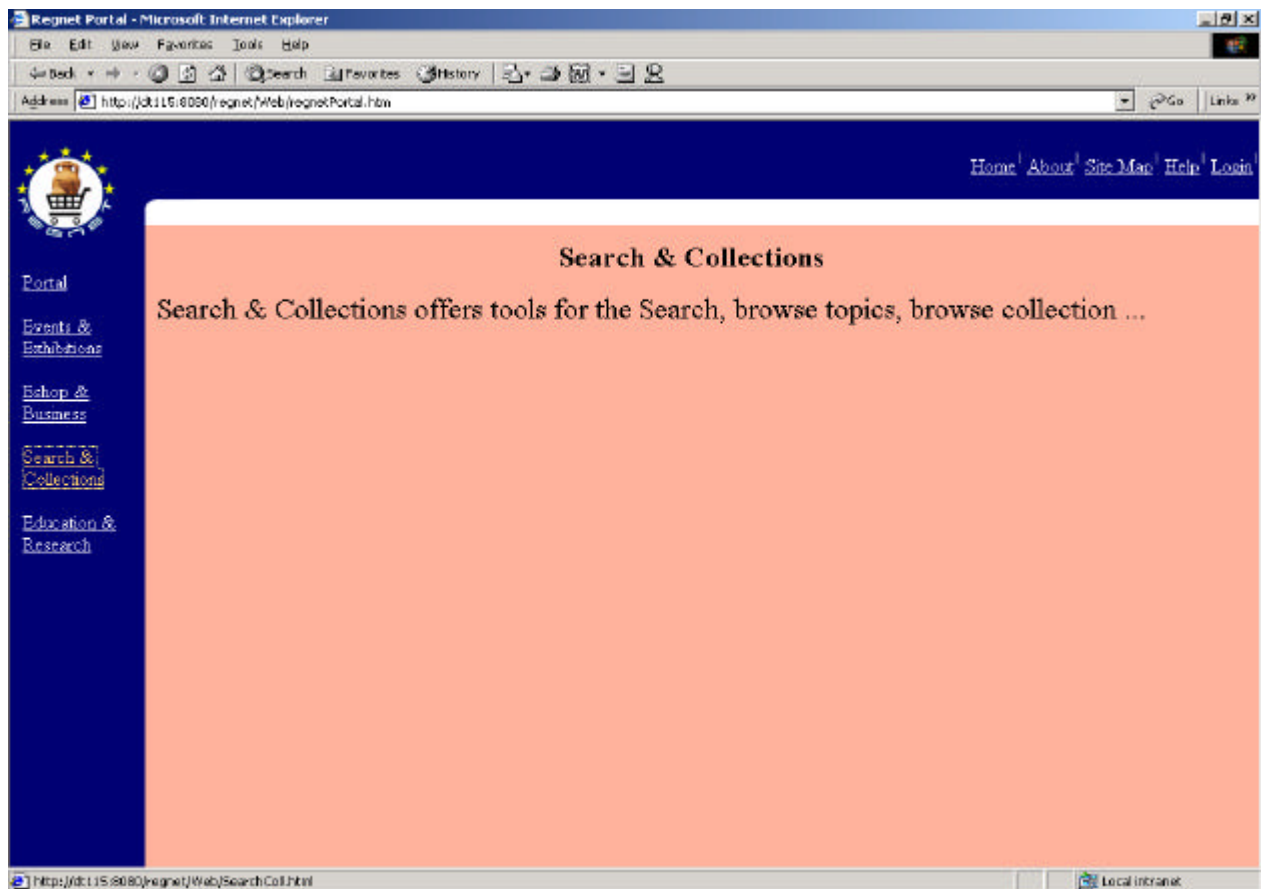 Regnet Portal - Microsoft Internet Explorer
File Edit View Favorites Tools Help
Back Search Favorites History
Address http://dt115:8080/regnet/Web/regnetPortal.htm Go Links »
Home About Site Map Help Login
REGNET
Search & Collections
Search & Collections offers tools for the Search, browse topics, browse collection ...
Portal
Events &
Exhibitions
Eshop &
Business
Search &
Collections
Education &
Research
http://dt115:8080/regnet/Web/SearchColl.html Local intranet